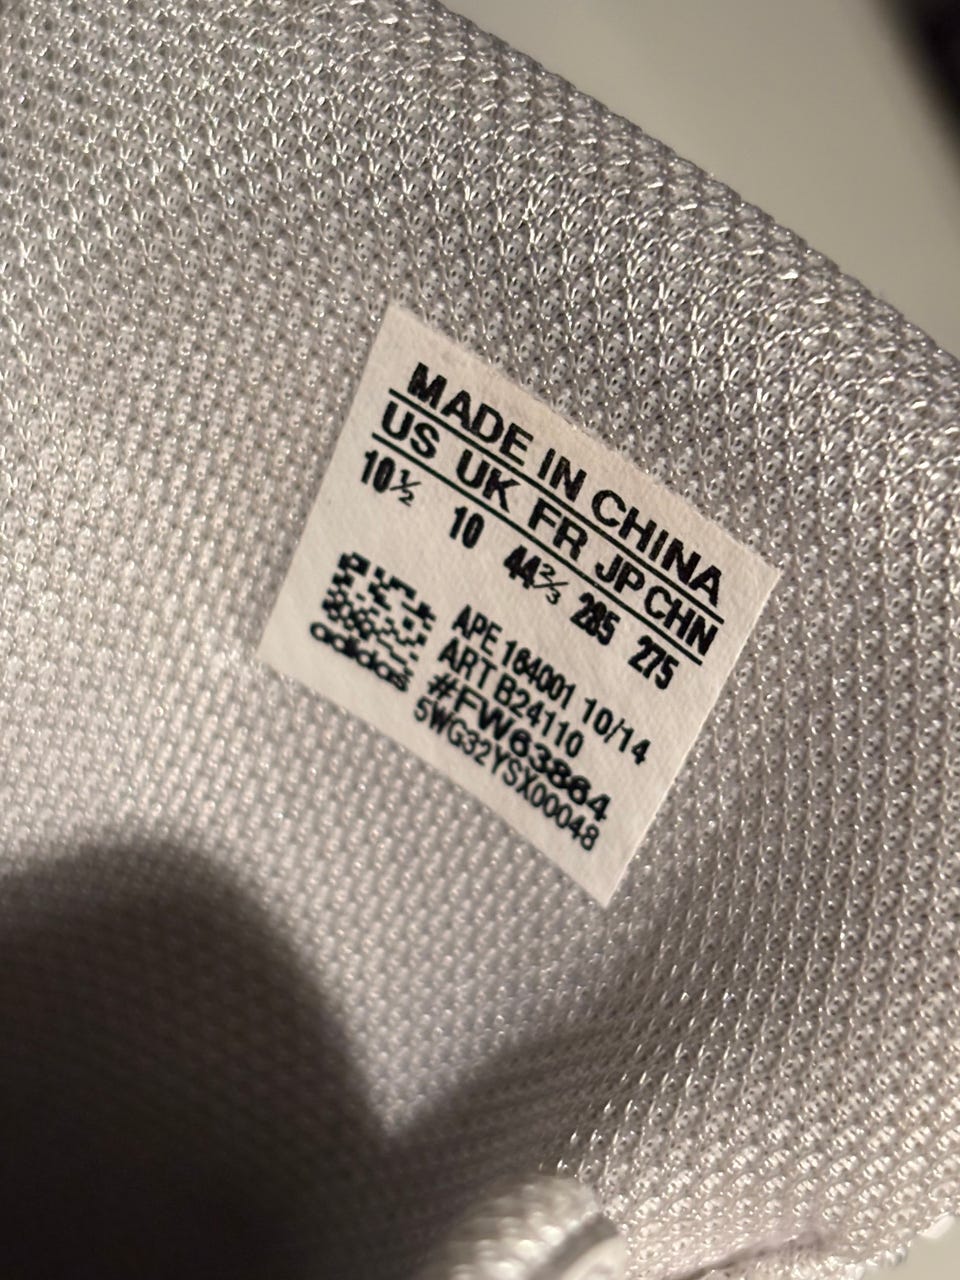 MADE IN CHINA
US UK FR JP CHN
10½ 10 44⅔ 285 275
APE 164001 10/14
ART B24110
#FW63864
5WG32YSX00048
adidas